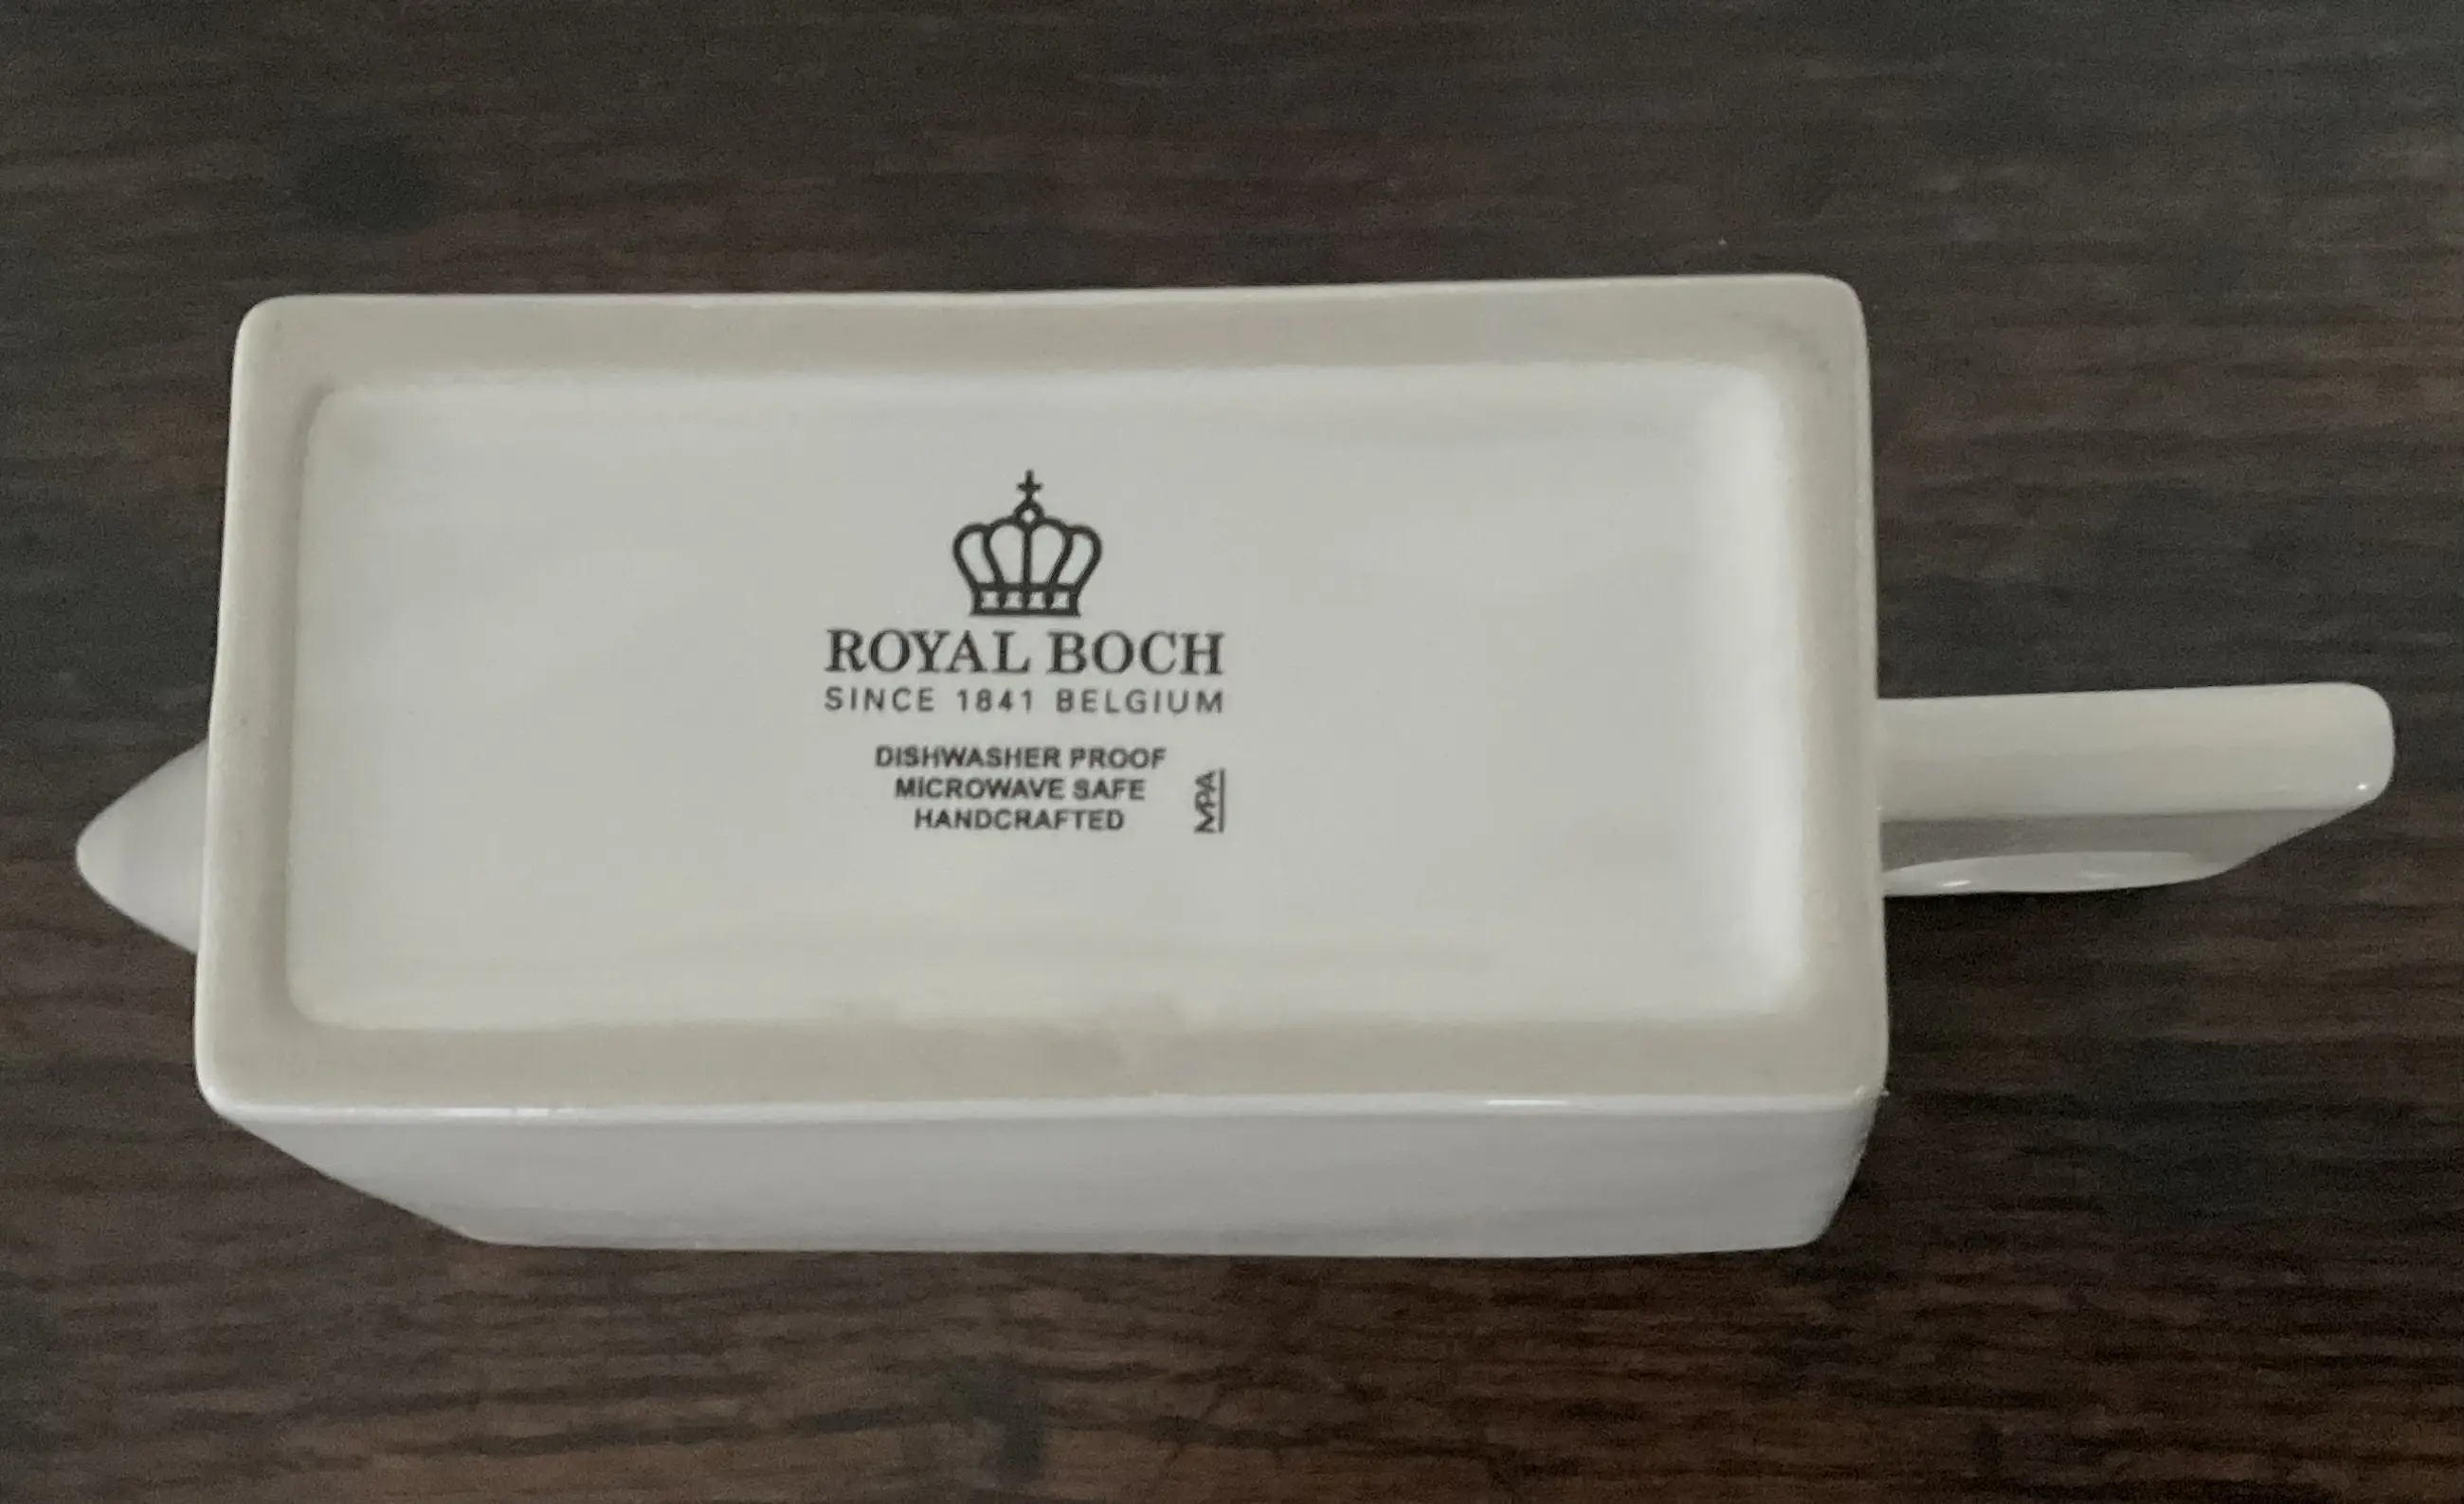 ROYAL BOCH
SINCE 1841 BELGIUM
DISHWASHER PROOF
MICROWAVE SAFE
HANDCRAFTED
MPA